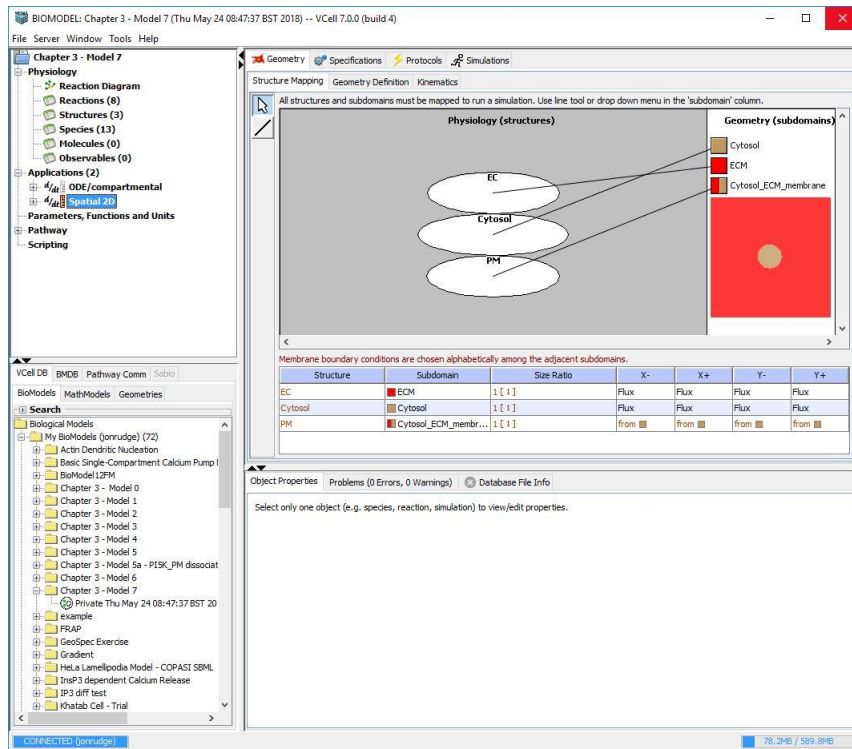 BIOMODEL: Chapter 3 - Model 7 (Thu May 24 08:47:37 BST 2018) -- VCell 7.0.0 (build 4)
File Server Window Tools Help
Chapter 3 - Model 7
Physiology
Reaction Diagram
Reactions (8)
Structures (3)
Species (13)
Molecules (0)
Observables (0)
Applications (2)
d/dt ODE/compartmental
d/dt Spatial 2D
Parameters, Functions and Units
Pathway
Scripting
VCell DB BMDB Pathway Comm Sabio
BioModels MathModels Geometries
Search
Biological Models
My BioModels (jonrudge) (72)
Actin Dendritic Nucleation
Basic Single-Compartment Calcium Pump
BioModel12FM
Chapter 3 - Model 0
Chapter 3 - Model 1
Chapter 3 - Model 2
Chapter 3 - Model 3
Chapter 3 - Model 4
Chapter 3 - Model 5
Chapter 3 - Model 5a - PI5K_PM dissociat
Chapter 3 - Model 6
Chapter 3 - Model 7
Private Thu May 24 08:47:37 BST 20
example
FRAP
GeoSpec Exercise
Gradient
HeLa Lamellipodia Model - COPASI SBML
InsP3 dependent Calcium Release
IP3 diff test
Khatab Cell - Trial
CONNECTED (jonrudge)
Geometry Specifications Protocols Simulations
Structure Mapping Geometry Definition Kinematics
All structures and subdomains must be mapped to run a simulation. Use line tool or drop down menu in the 'subdomain' column.
Physiology (structures) Geometry (subdomains)
Cytosol
ECM
Cytosol_ECM_membrane
EC
Cytosol
PM
Membrane boundary conditions are chosen alphabetically among the adjacent subdomains.
Structure Subdomain Size Ratio X- X+ Y- Y+
EC ECM 1 [ 1 ] Flux Flux Flux Flux
Cytosol Cytosol 1 [ 1 ] Flux Flux Flux Flux
PM Cytosol_ECM_membr... 1 [ 1 ] from from from from
Object Properties Problems (0 Errors, 0 Warnings) Database File Info
Select only one object (e.g. species, reaction, simulation) to view/edit properties.
78.2MB / 589.8MB